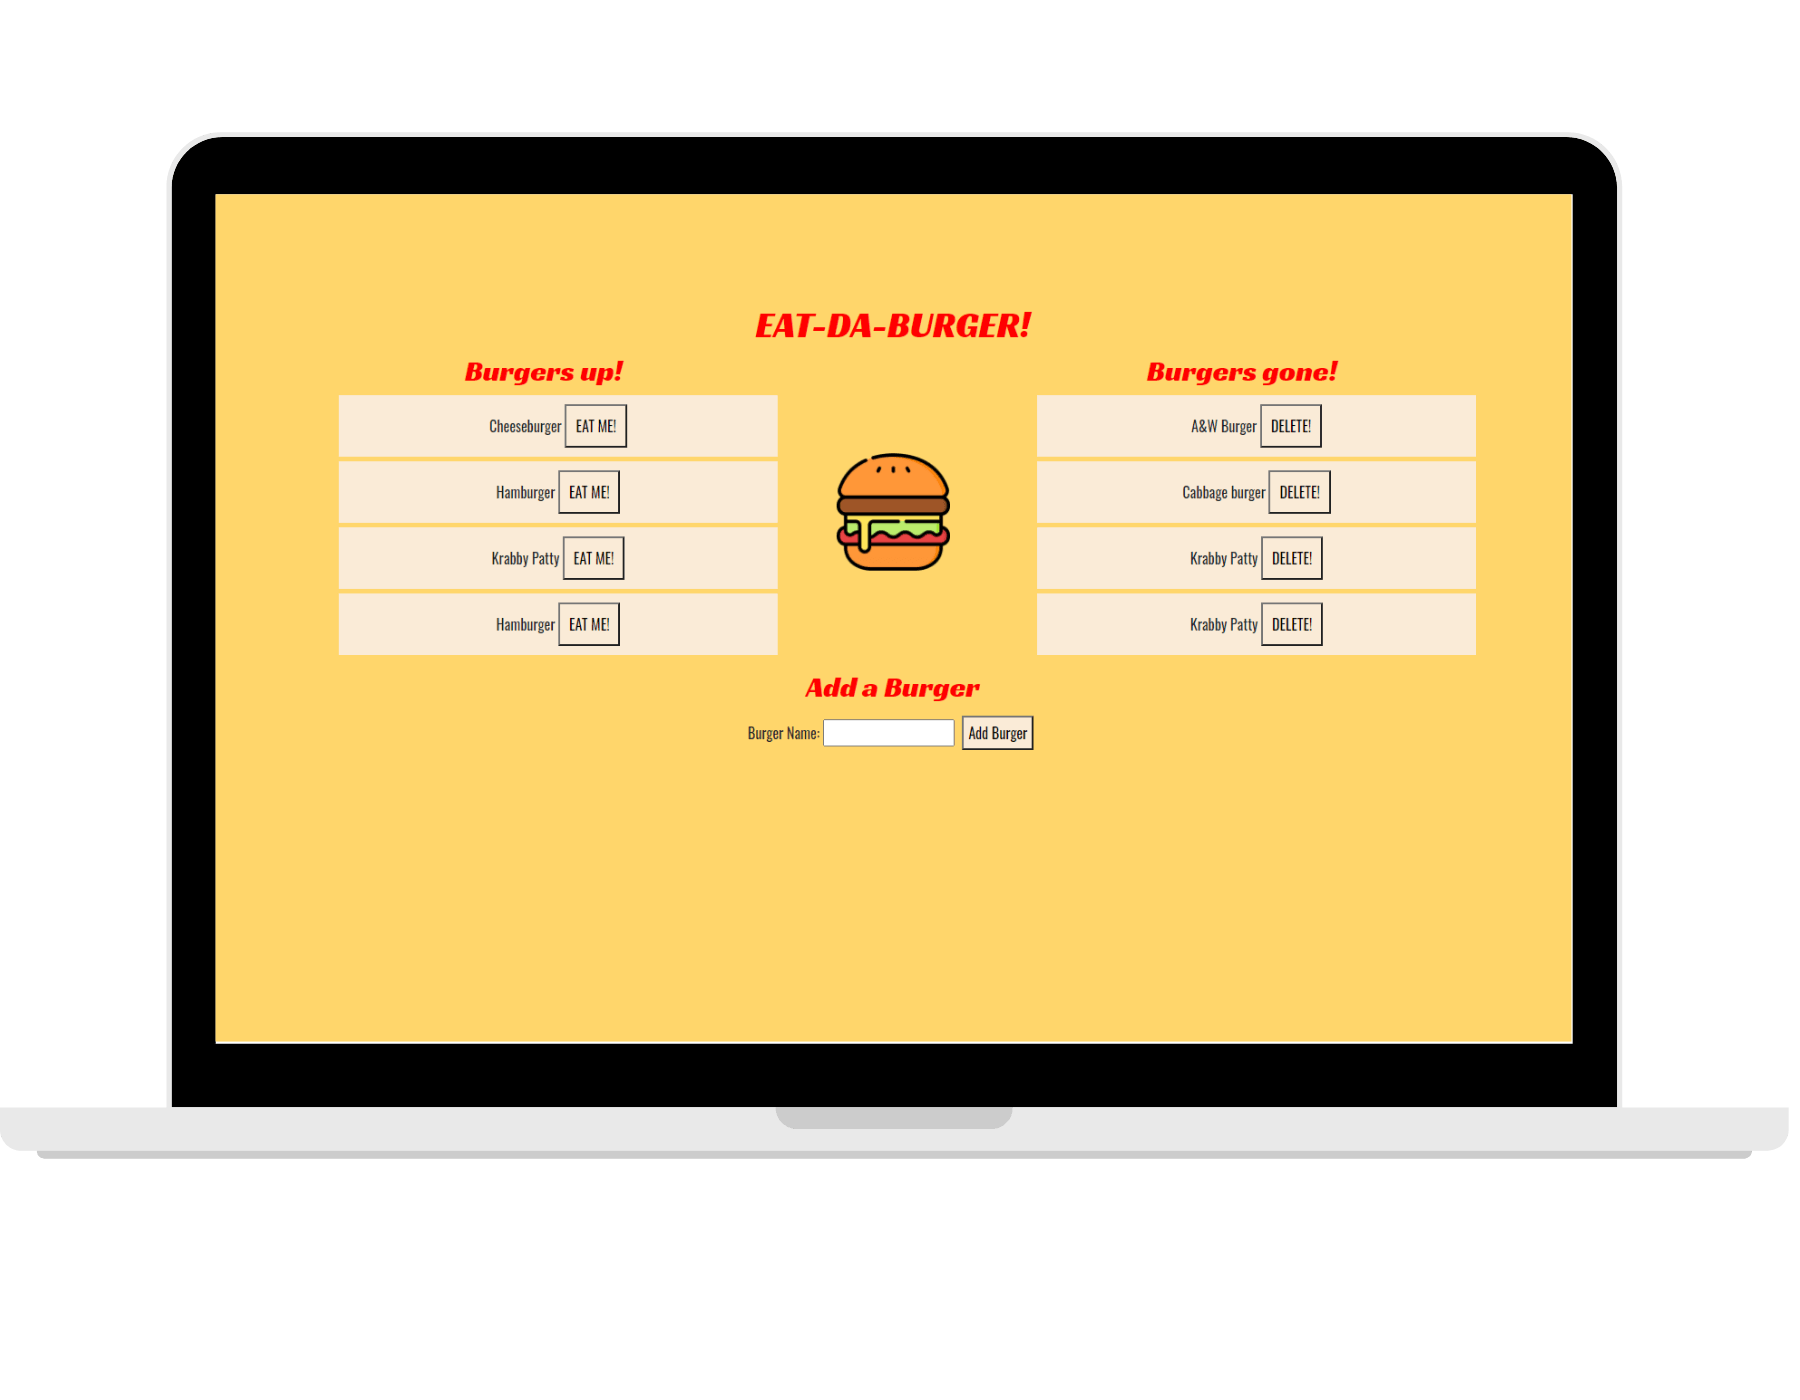 EAT-DA-BURGER!
Burgers up!
Cheeseburger EAT ME!
Hamburger EAT ME!
Krabby Patty EAT ME!
Hamburger EAT ME!
Burgers gone!
A&W Burger DELETE!
Cabbage burger DELETE!
Krabby Patty DELETE!
Krabby Patty DELETE!
Add a Burger
Burger Name: Add Burger